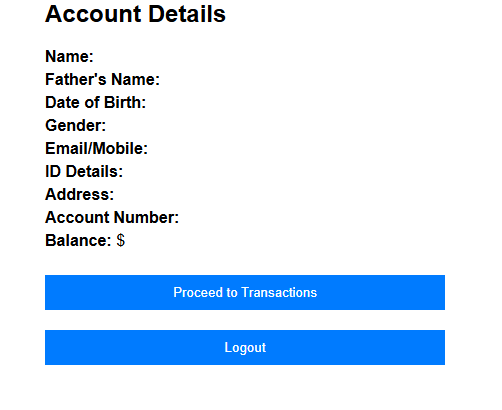 Account Details
Name:
Father's Name:
Date of Birth:
Gender:
Email/Mobile:
ID Details:
Address:
Account Number:
Balance: $
Proceed to Transactions
Logout